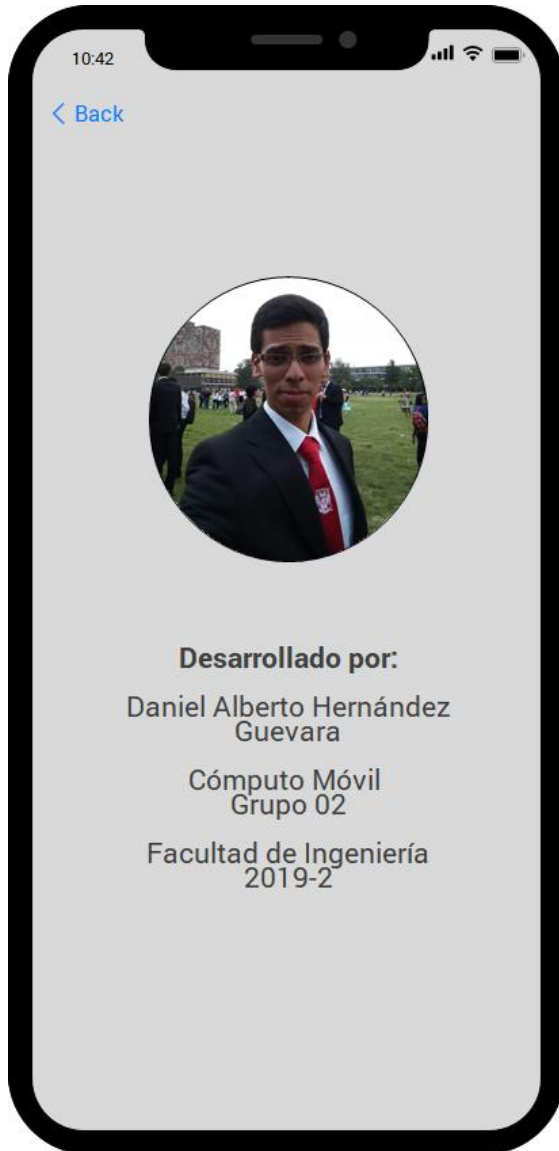 10:42
Back
Desarrollado por:
Daniel Alberto Hernández
Guevara
Cómputo Móvil
Grupo 02
Facultad de Ingeniería
2019-2